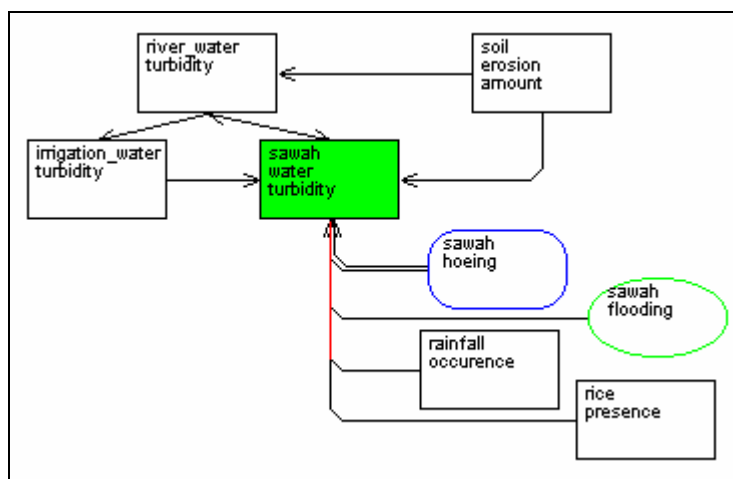 river_water
turbidity
soil
erosion
amount
irrigation_water
turbidity
sawah
water
turbidity
sawah
hoeing
sawah
flooding
rainfall
occurence
rice
presence